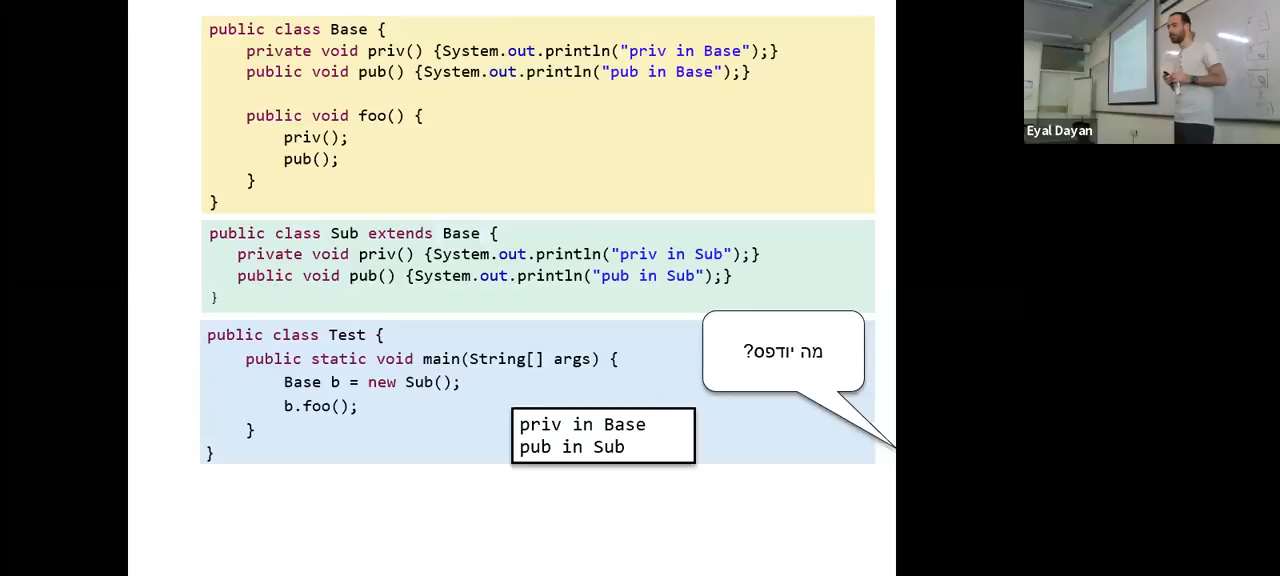 public class Base {
private void priv() {System.out.println("priv in Base");}
public void pub() {System.out.println("pub in Base");}
public void foo() {
priv();
pub();
}
}
public class Sub extends Base {
private void priv() {System.out.println("priv in Sub");}
public void pub() {System.out.println("pub in Sub");}
}
public class Test {
public static void main(String[] args) {
Base b = new Sub();
b.foo();
}
}
מה יודפס?
priv in Base
pub in Sub
Eyal Dayan